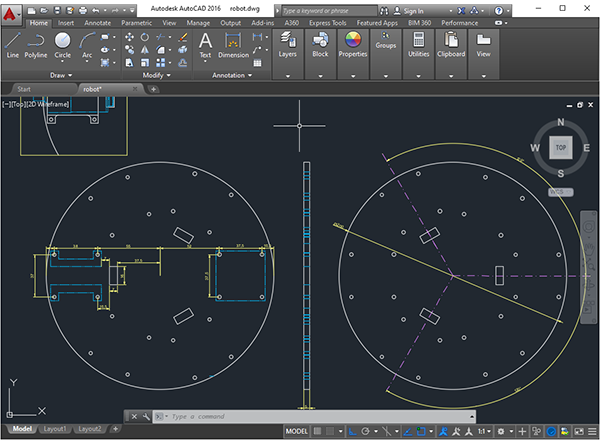 Autodesk AutoCAD 2016 robot.dwg
Type a keyword or phrase
Sign In
Home Insert Annotate Parametric View Manage Output Add-ins A360 Express Tools Featured Apps BIM 360 Performance
Line Polyline Circle Arc
Text Dimension
Layers Block Properties Groups Utilities Clipboard View
Draw Modify Annotation
Start robot*
[−][Top][2D Wireframe]
N
W TOP E
S
WCS
Y
X
Type a command
Model Layout1 Layout2 +
MODEL
1:1